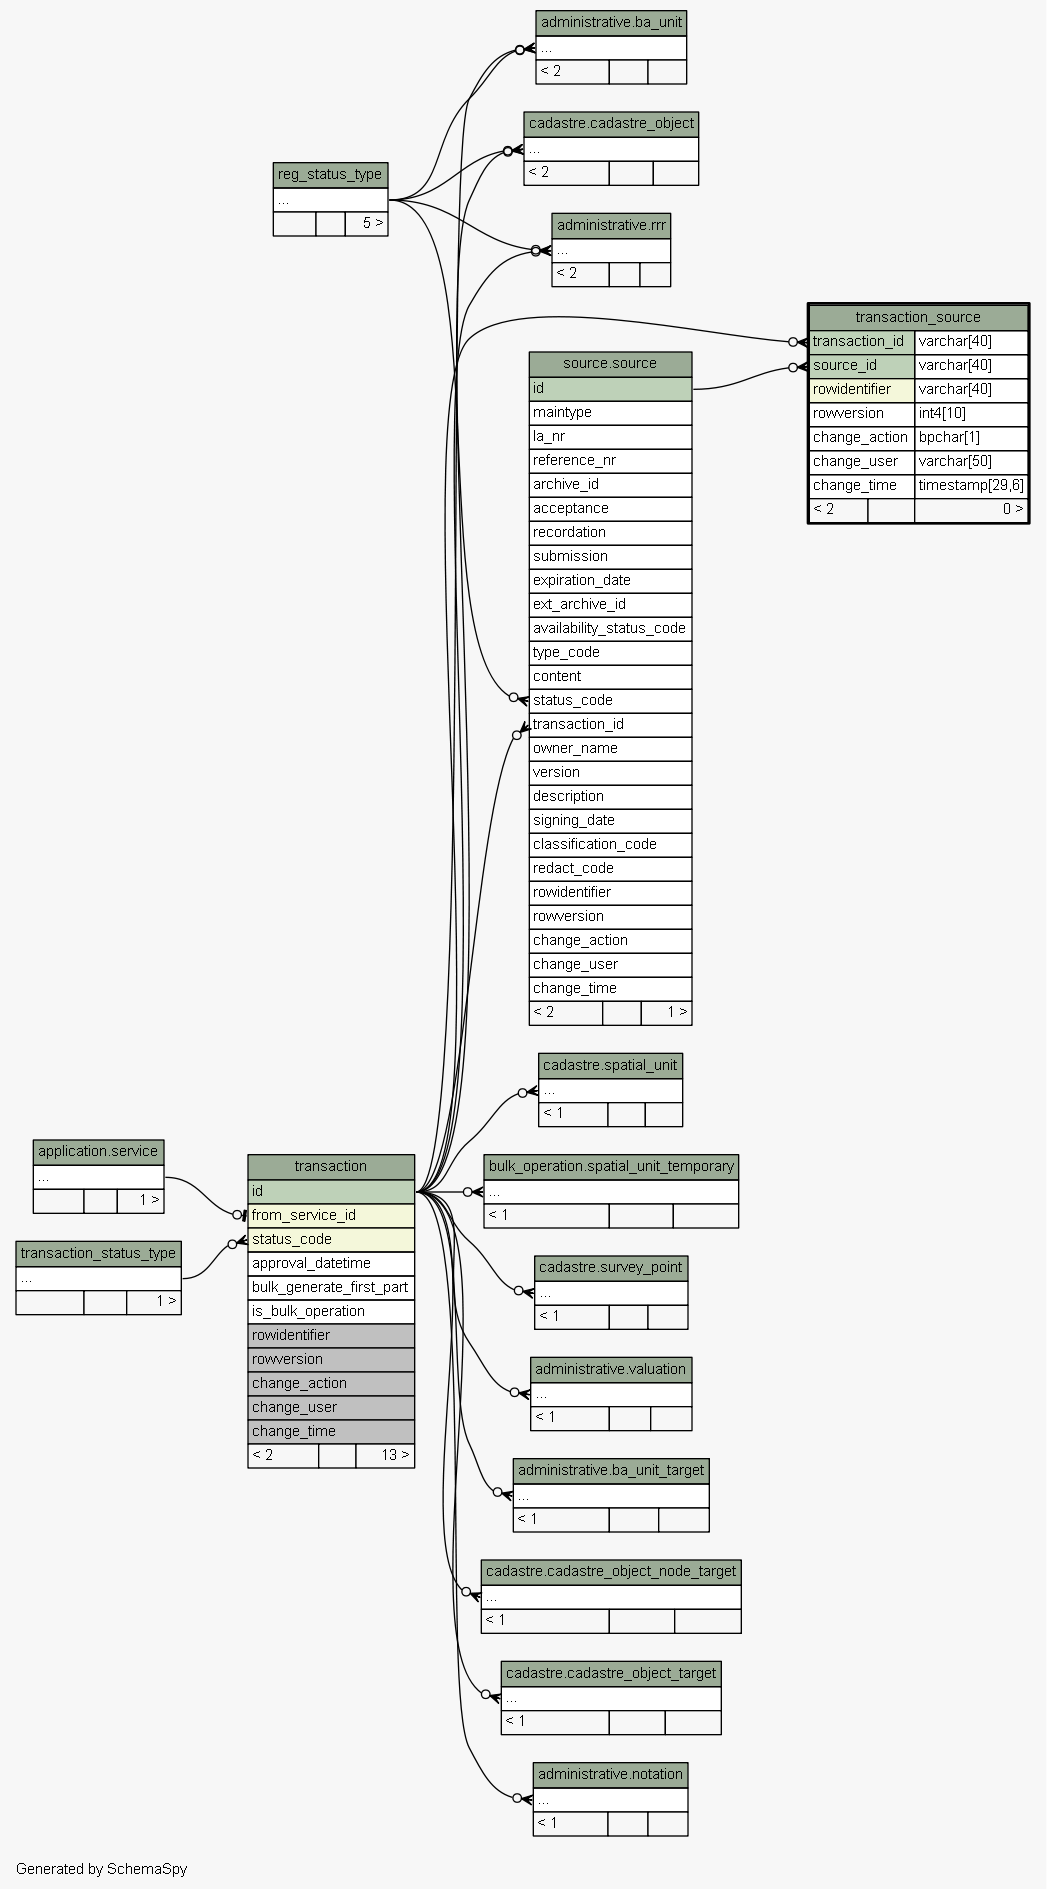 administrative.ba_unit
...
< 2
cadastre.cadastre_object
...
< 2
reg_status_type
...
5 >
administrative.rrr
...
< 2
transaction_source
transaction_id varchar[40]
source_id varchar[40]
rowidentifier varchar[40]
rowversion int4[10]
change_action bpchar[1]
change_user varchar[50]
change_time timestamp[29,6]
< 2 0 >
source.source
id
maintype
la_nr
reference_nr
archive_id
acceptance
recordation
submission
expiration_date
ext_archive_id
availability_status_code
type_code
content
status_code
transaction_id
owner_name
version
description
signing_date
classification_code
redact_code
rowidentifier
rowversion
change_action
change_user
change_time
< 2 1 >
cadastre.spatial_unit
...
< 1
application.service
...
1 >
transaction_status_type
...
1 >
transaction
id
from_service_id
status_code
approval_datetime
bulk_generate_first_part
is_bulk_operation
rowidentifier
rowversion
change_action
change_user
change_time
< 2 13 >
bulk_operation.spatial_unit_temporary
...
< 1
cadastre.survey_point
...
< 1
administrative.valuation
...
< 1
administrative.ba_unit_target
...
< 1
cadastre.cadastre_object_node_target
...
< 1
cadastre.cadastre_object_target
...
< 1
administrative.notation
...
< 1
Generated by SchemaSpy